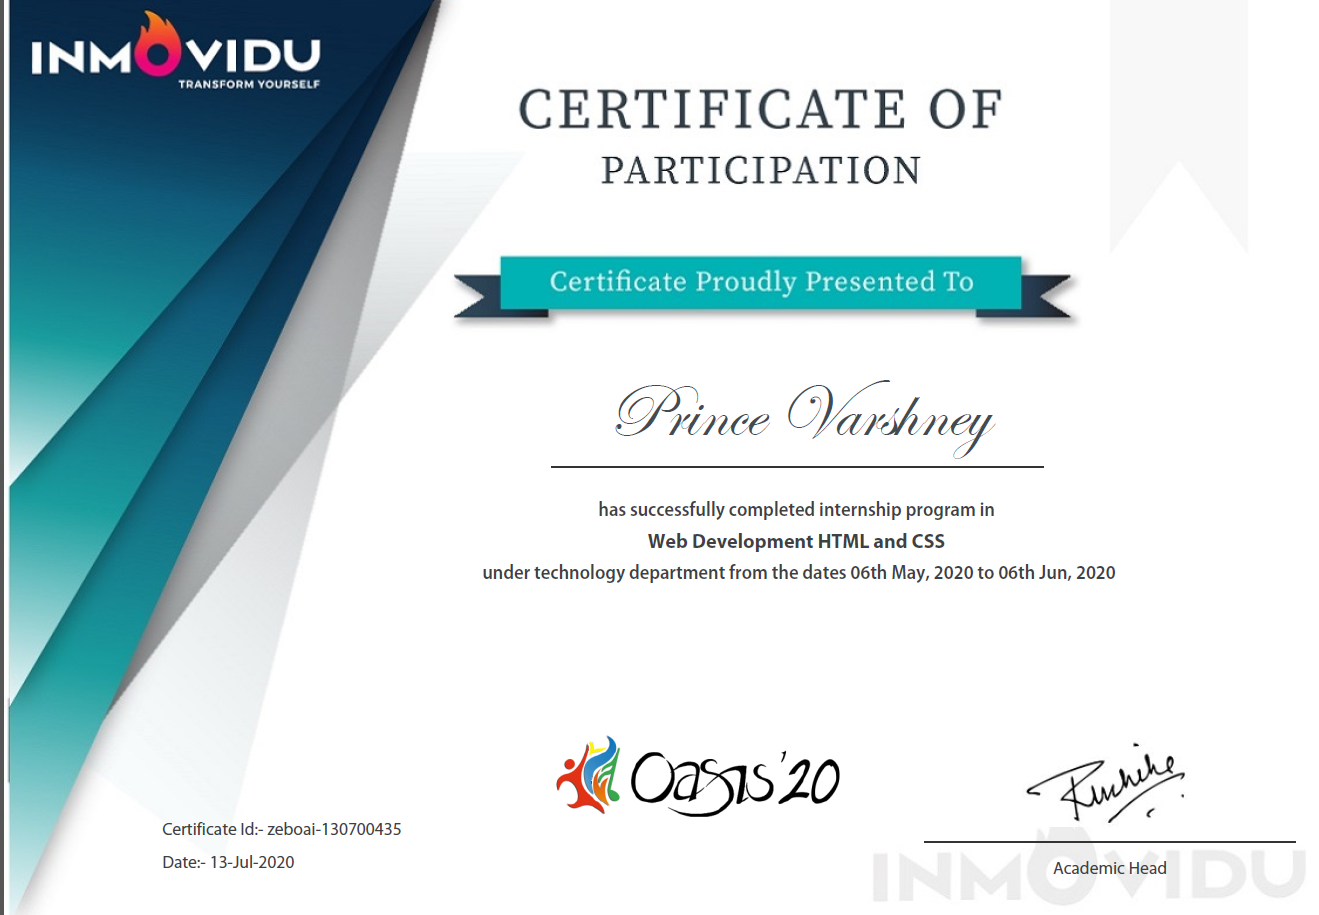 INMOVIDU
TRANSFORM YOURSELF
CERTIFICATE OF
PARTICIPATION
Certificate Proudly Presented To
Prince Varshney
has successfully completed internship program in
Web Development HTML and CSS
under technology department from the dates 06th May, 2020 to 06th Jun, 2020
Oasis'20
Certificate Id:- zeboai-130700435
Date:- 13-Jul-2020
Academic Head
INMOVIDU